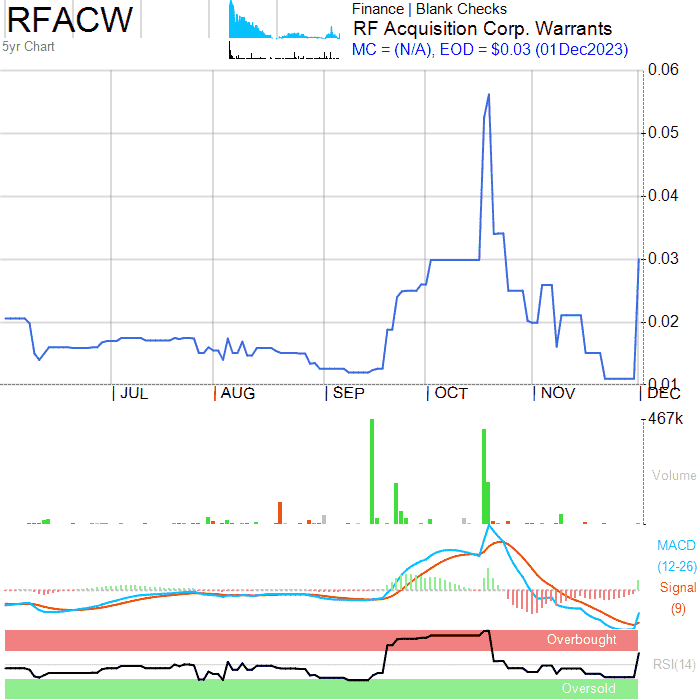 RFACW
5yr Chart
Finance | Blank Checks
RF Acquisition Corp. Warrants
MC = (N/A), EOD = $0.03 (01Dec2023)
0.06
0.05
0.04
0.03
0.02
0.01
JUL
AUG
SEP
OCT
NOV
DEC
467k
Volume
MACD
(12-26)
Signal
(9)
Overbought
RSI(14)
Oversold